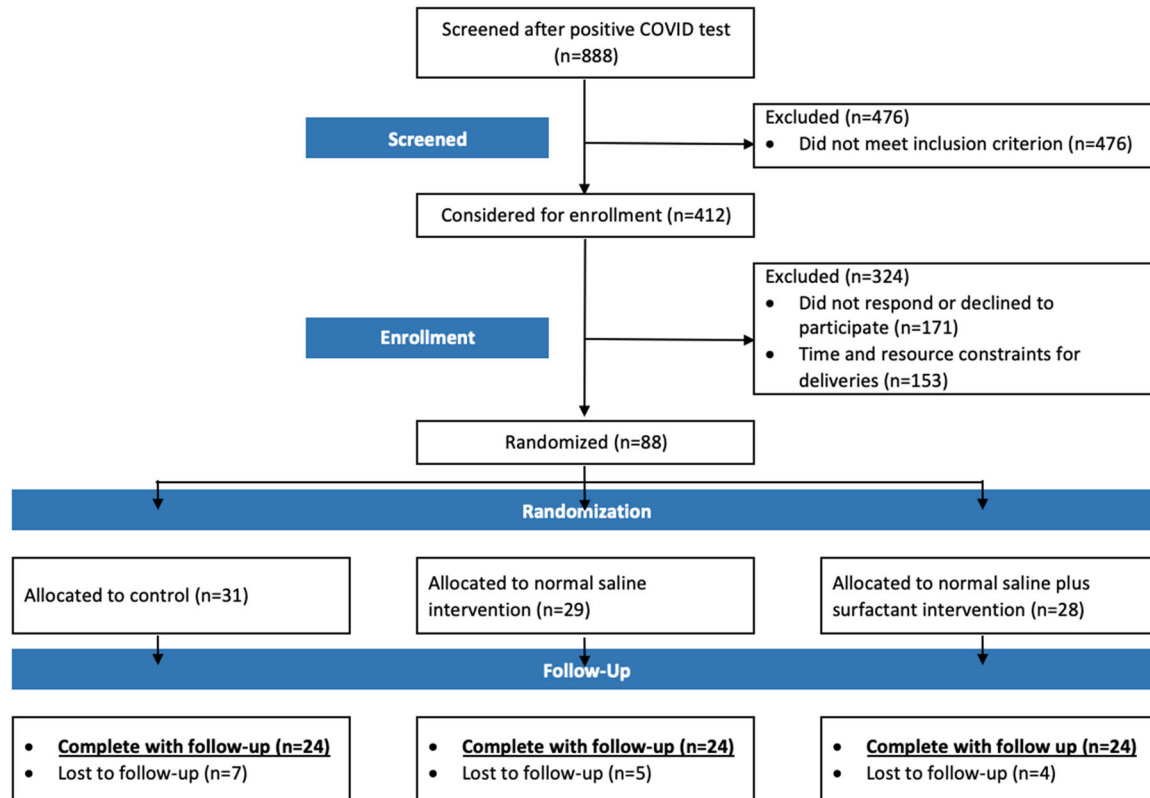 Screened after positive COVID test
(n=888)
Screened
Excluded (n=476)
• Did not meet inclusion criterion (n=476)
Considered for enrollment (n=412)
Enrollment
Excluded (n=324)
• Did not respond or declined to
participate (n=171)
• Time and resource constraints for
deliveries (n=153)
Randomized (n=88)
Randomization
Allocated to control (n=31)
Allocated to normal saline
intervention (n=29)
Allocated to normal saline plus
surfactant intervention (n=28)
Follow-Up
• Complete with follow-up (n=24)
• Lost to follow-up (n=7)
• Complete with follow-up (n=24)
• Lost to follow-up (n=5)
• Complete with follow up (n=24)
• Lost to follow-up (n=4)